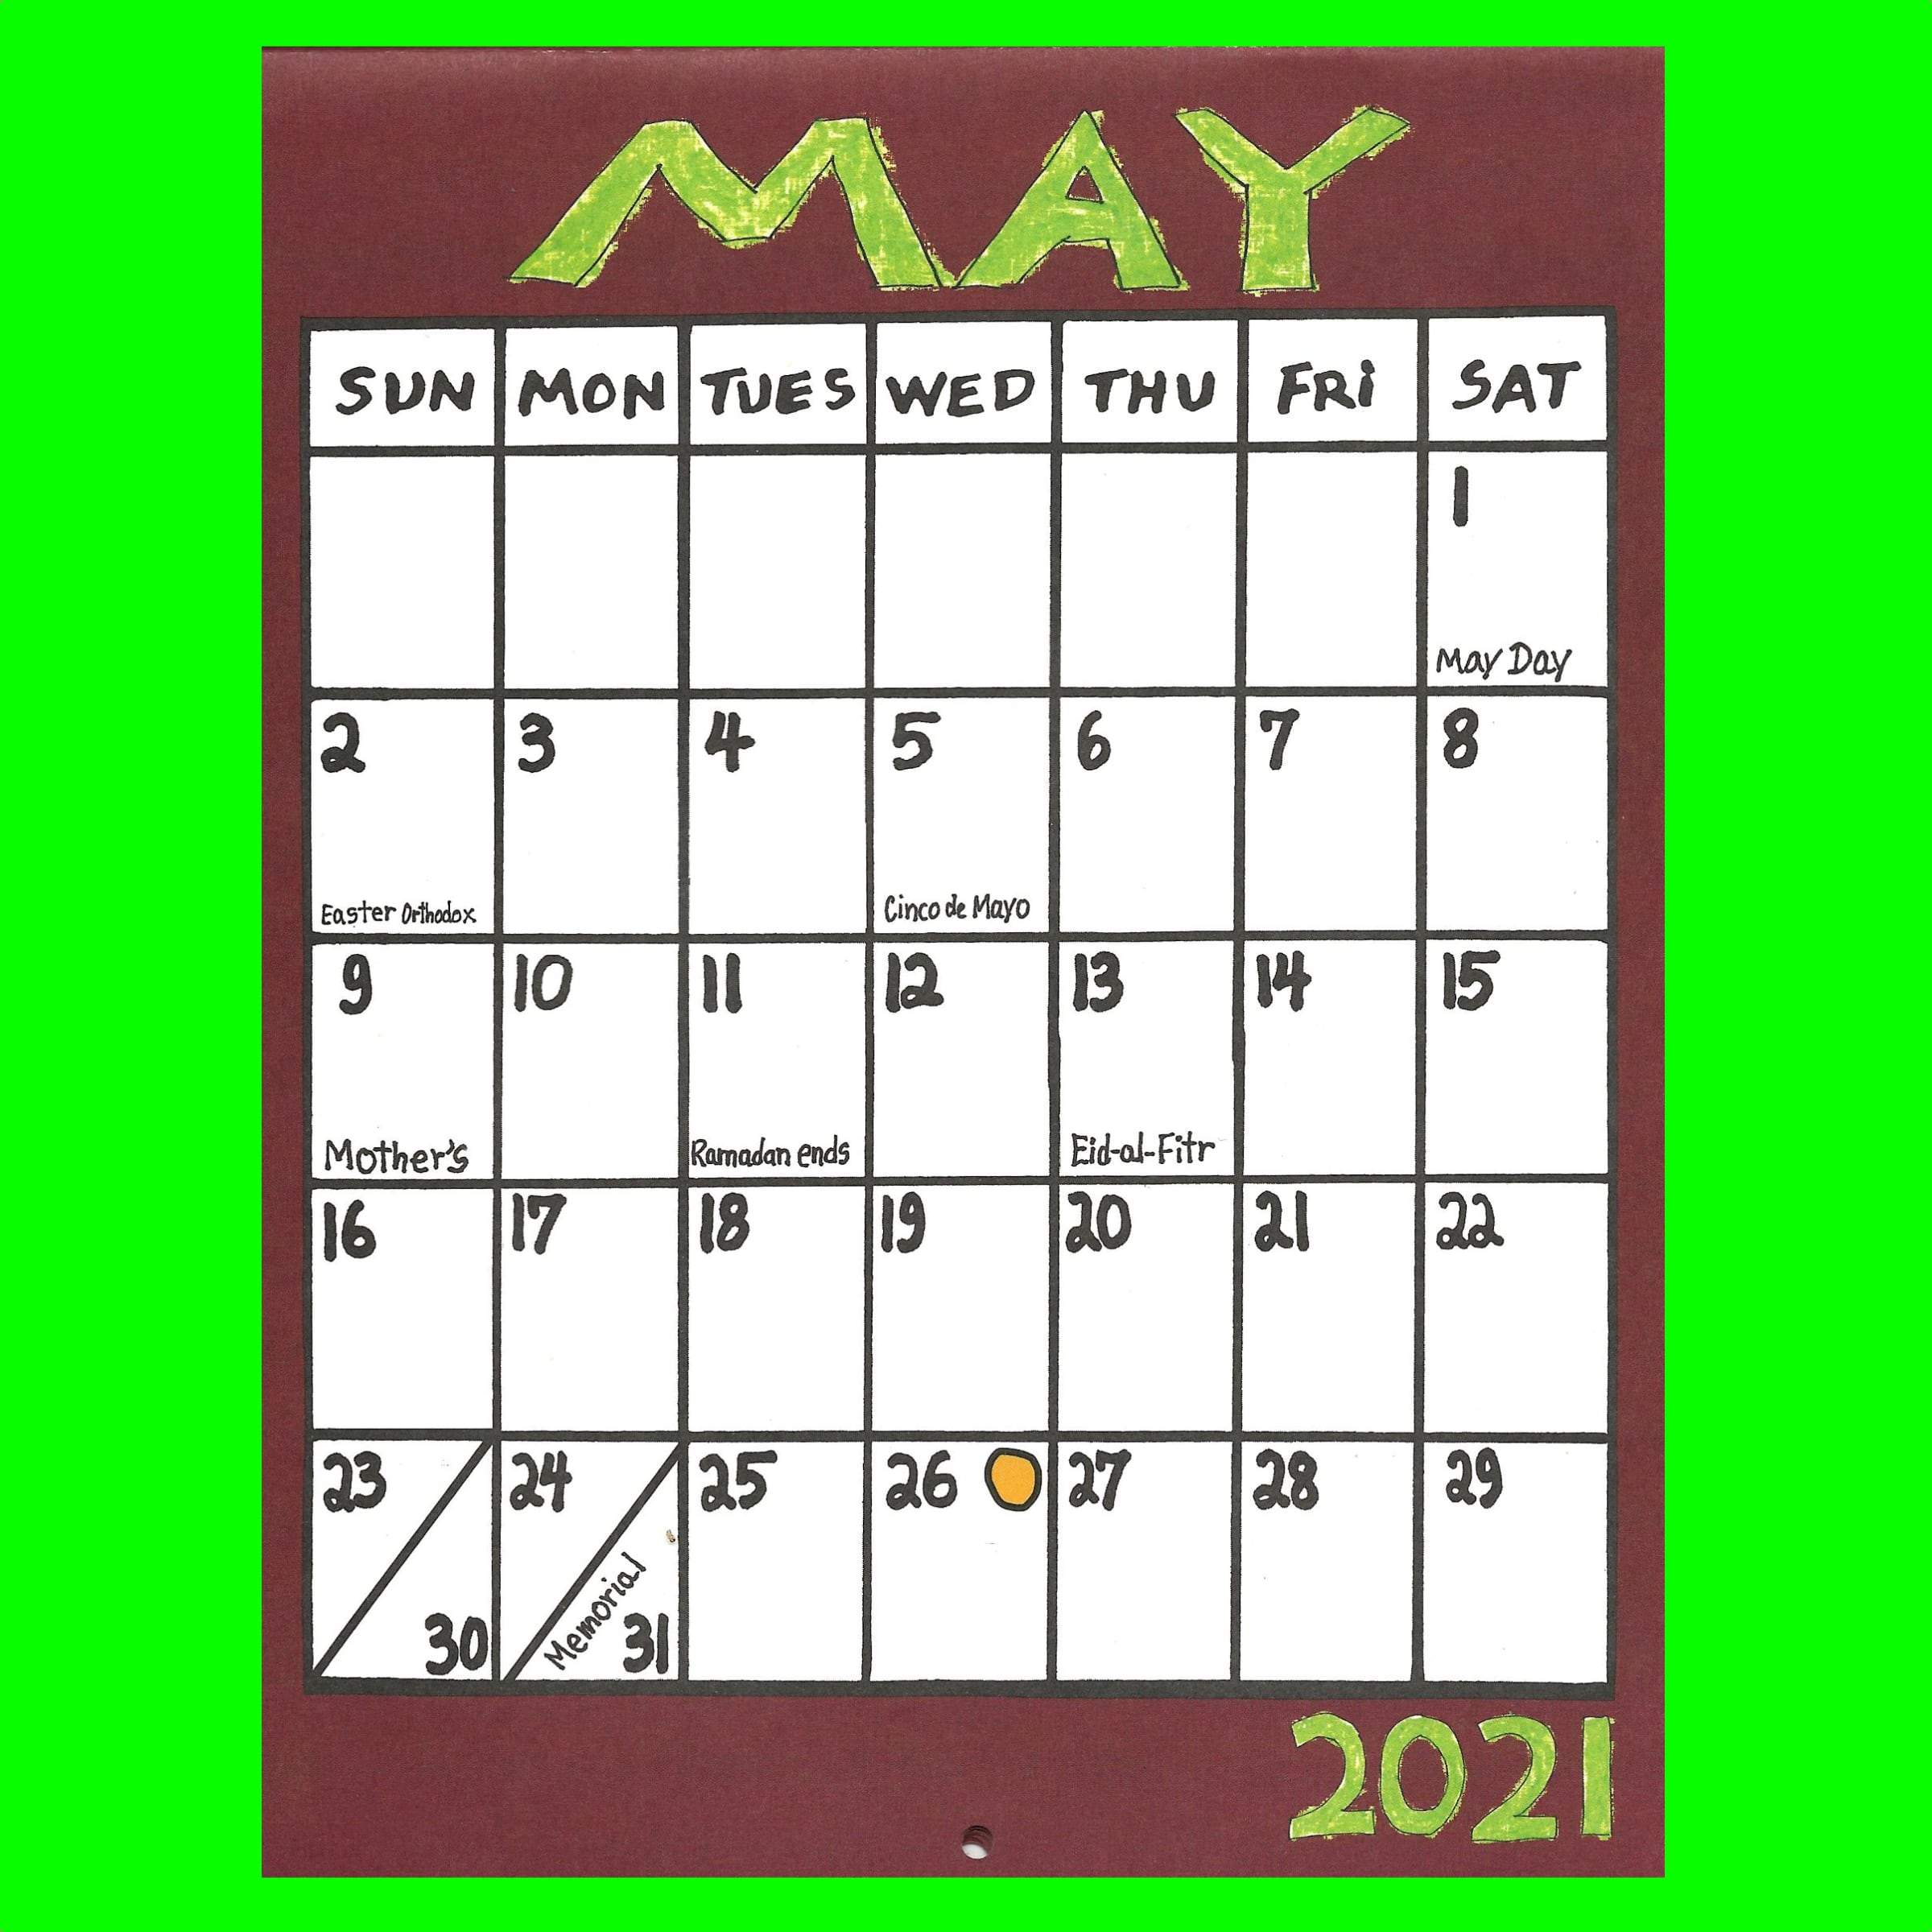 MAY
SUN MON TUES WED THU FRi SAT
1
May Day
2 3 4 5 6 7 8
Easter Orthodox Cinco de Mayo
9 10 11 12 13 14 15
Mother's Ramadan ends Eid-al-Fitr
16 17 18 19 20 21 22
23 24 25 26 27 28 29
Memorial
30 31
2021